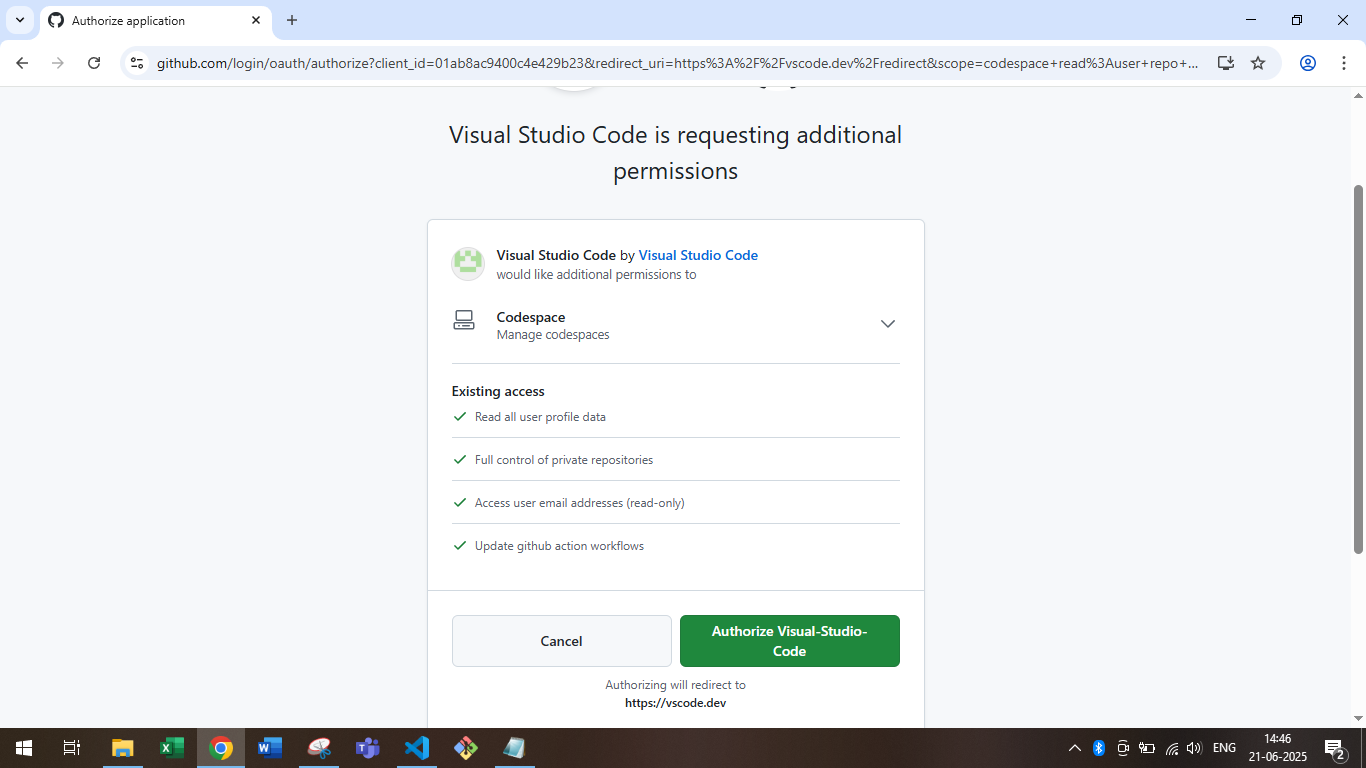 Authorize application
github.com/login/oauth/authorize?client_id=01ab8ac9400c4e429b23&redirect_uri=https%3A%2F%2Fvscode.dev%2Fredirect&scope=codespace+read%3Auser+repo+...
Visual Studio Code is requesting additional
permissions
Visual Studio Code by Visual Studio Code
would like additional permissions to
Codespace
Manage codespaces
Existing access
Read all user profile data
Full control of private repositories
Access user email addresses (read-only)
Update github action workflows
Cancel
Authorize Visual-Studio-
Code
Authorizing will redirect to
https://vscode.dev
ENG
14:46
21-06-2025
2